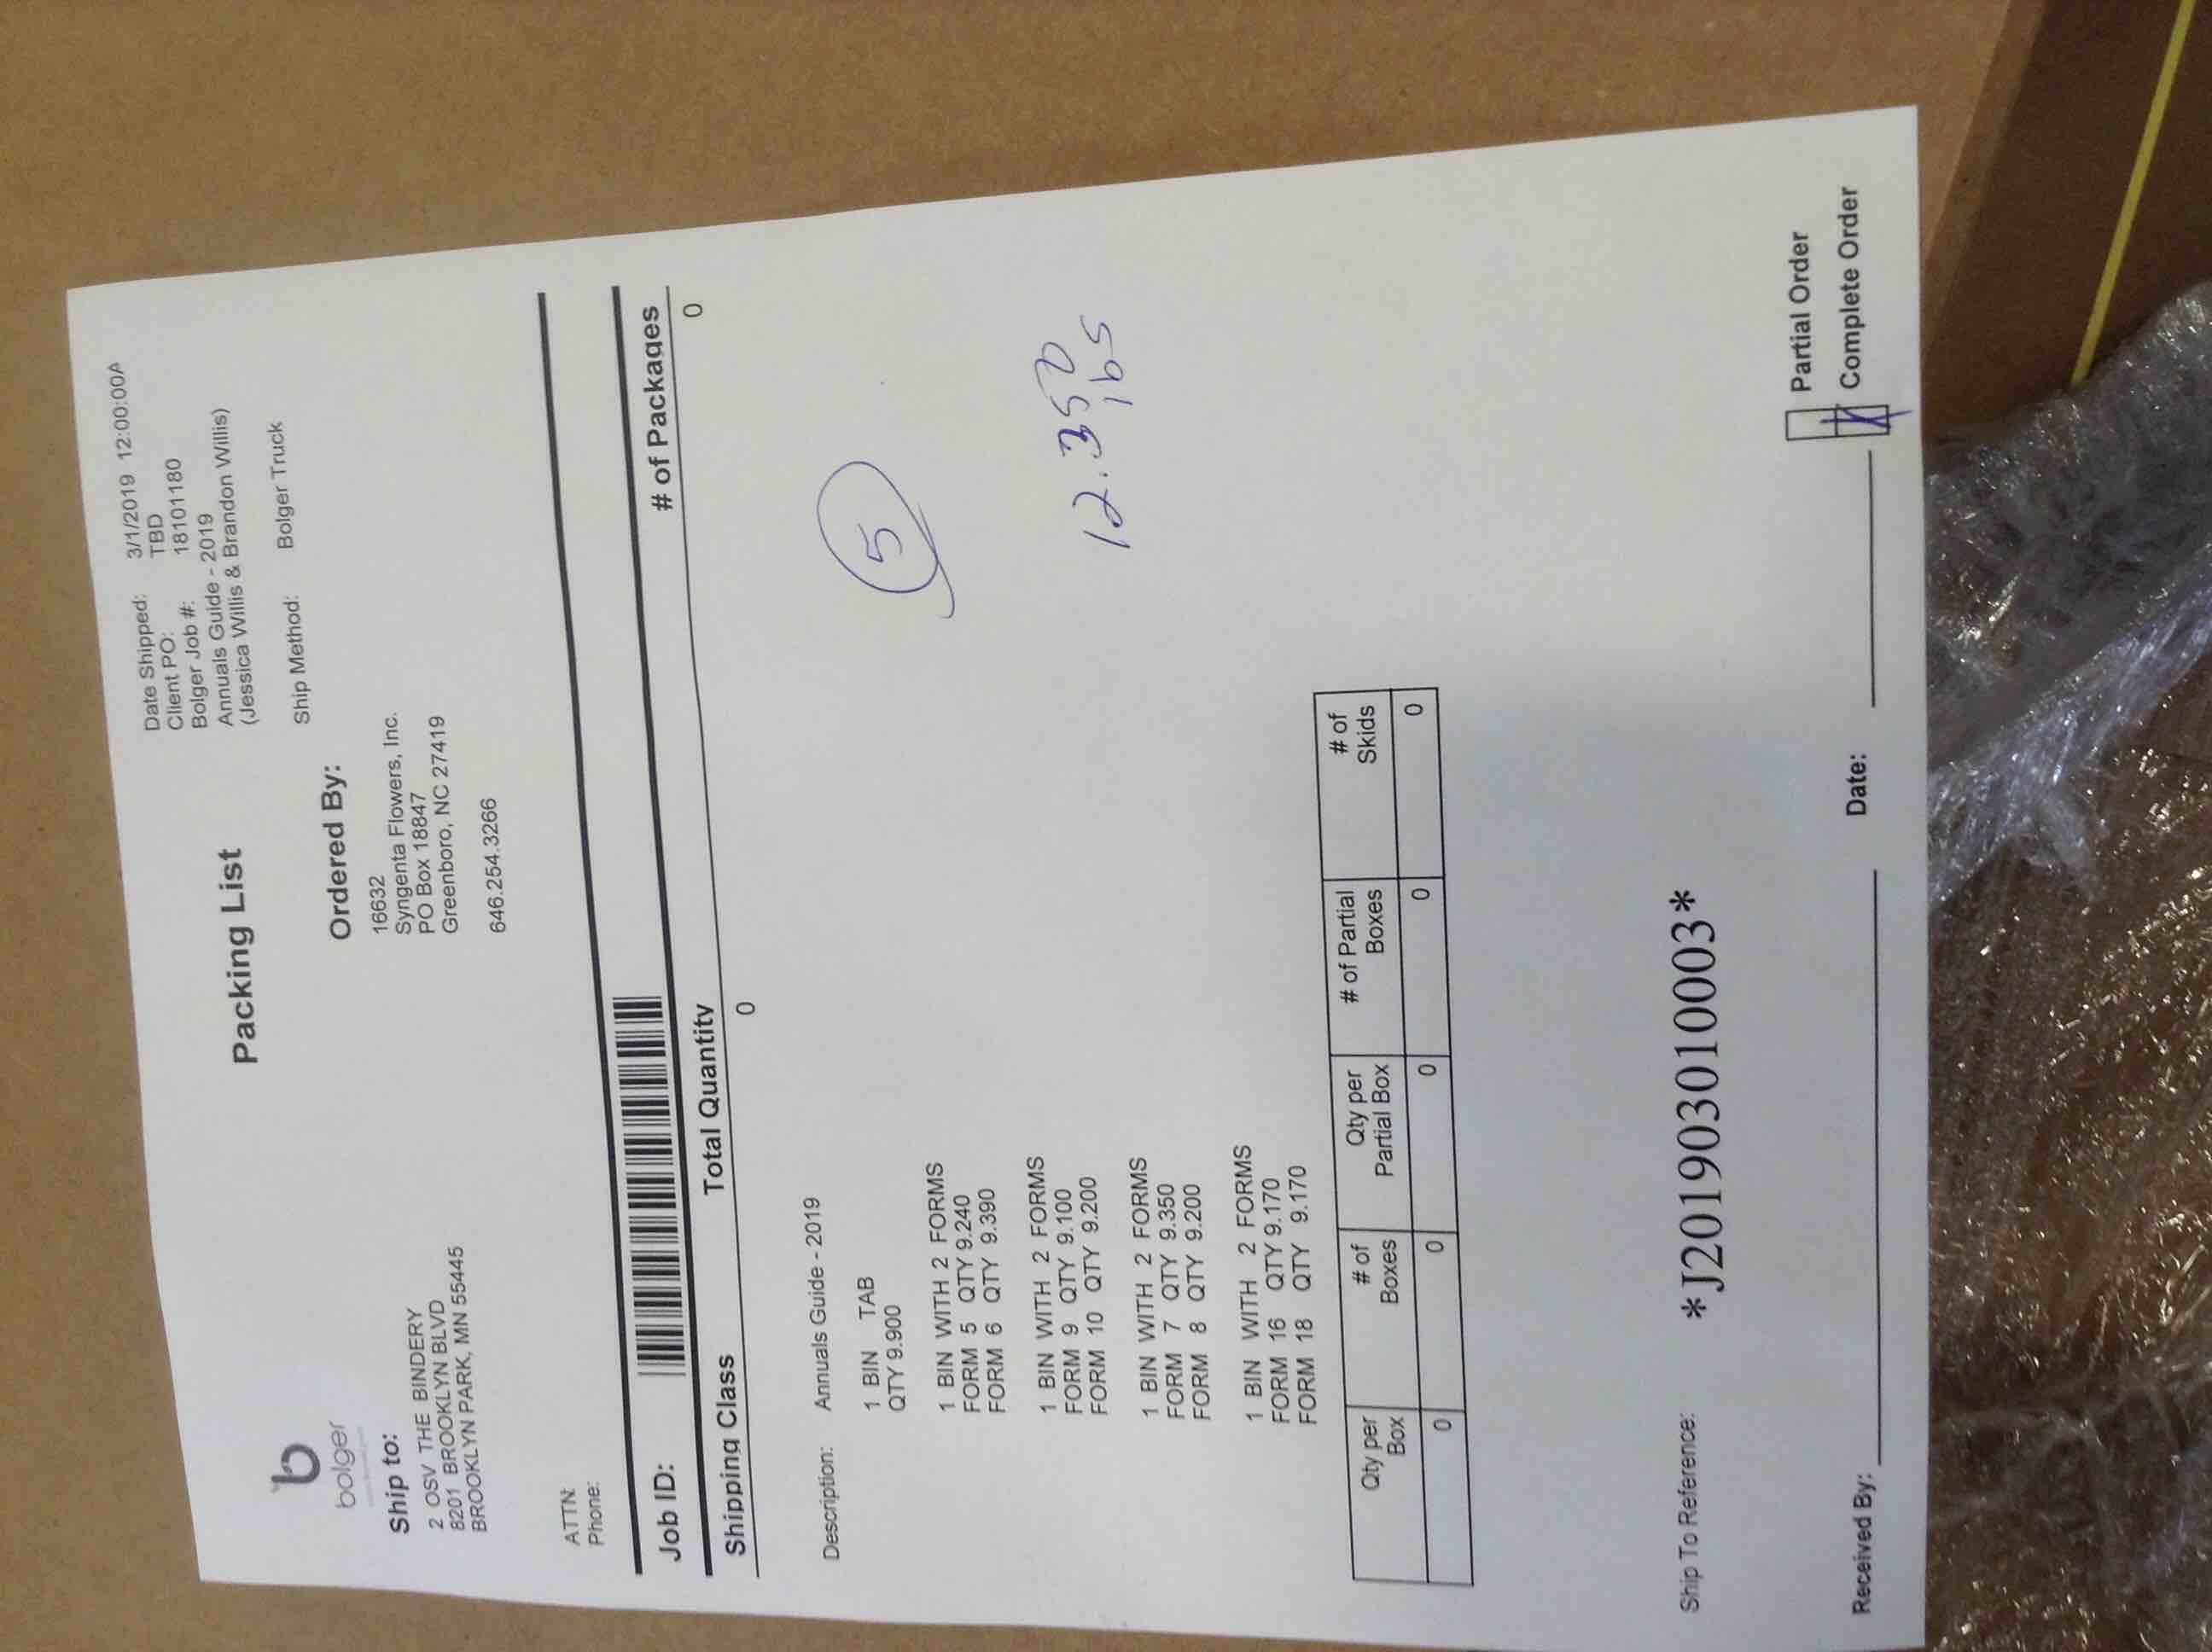 bolger
Packing List
Date Shipped: 3/1/2019 12:00:00A
Client PO: TBD
Bolger Job #: 18101180
Annuals Guide - 2019
(Jessica Willis & Brandon Willis)
Ship Method: Bolger Truck
Ship to:
2 OSV THE BINDERY
8201 BROOKLYN BLVD
BROOKLYN PARK, MN 55445
Ordered By:
16632
Syngenta Flowers, Inc.
PO Box 18847
Greenboro, NC 27419
646.254.3266
ATTN:
Phone:
Job ID:
Shipping Class Total Quantity # of Packages
0 0
Description: Annuals Guide - 2019
1 BIN TAB
QTY 9.900
5
1 BIN WITH 2 FORMS
FORM 5 QTY 9.240
FORM 6 QTY 9.390
12.350
lbs
1 BIN WITH 2 FORMS
FORM 9 QTY 9.100
FORM 10 QTY 9.200
1 BIN WITH 2 FORMS
FORM 7 QTY 9.350
FORM 8 QTY 9.200
1 BIN WITH 2 FORMS
FORM 16 QTY 9.170
FORM 18 QTY 9.170
Qty per Box # of Boxes Qty per Partial Box # of Partial Boxes # of Skids
0 0 0 0 0
Ship To Reference: *J201903010003*
Partial Order
Received By: Date: Complete Order